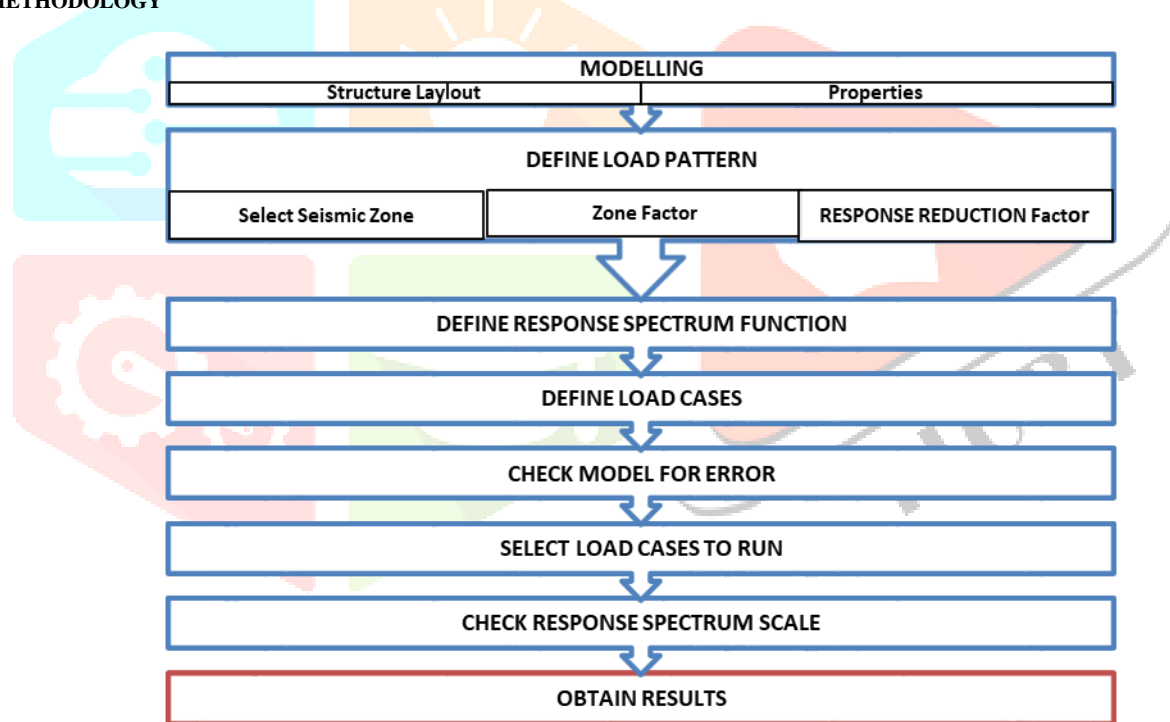 METHODOLOGY
MODELLING
Structure Laylout
Properties
DEFINE LOAD PATTERN
Select Seismic Zone
Zone Factor
RESPONSE REDUCTION Factor
DEFINE RESPONSE SPECTRUM FUNCTION
DEFINE LOAD CASES
CHECK MODEL FOR ERROR
SELECT LOAD CASES TO RUN
CHECK RESPONSE SPECTRUM SCALE
OBTAIN RESULTS